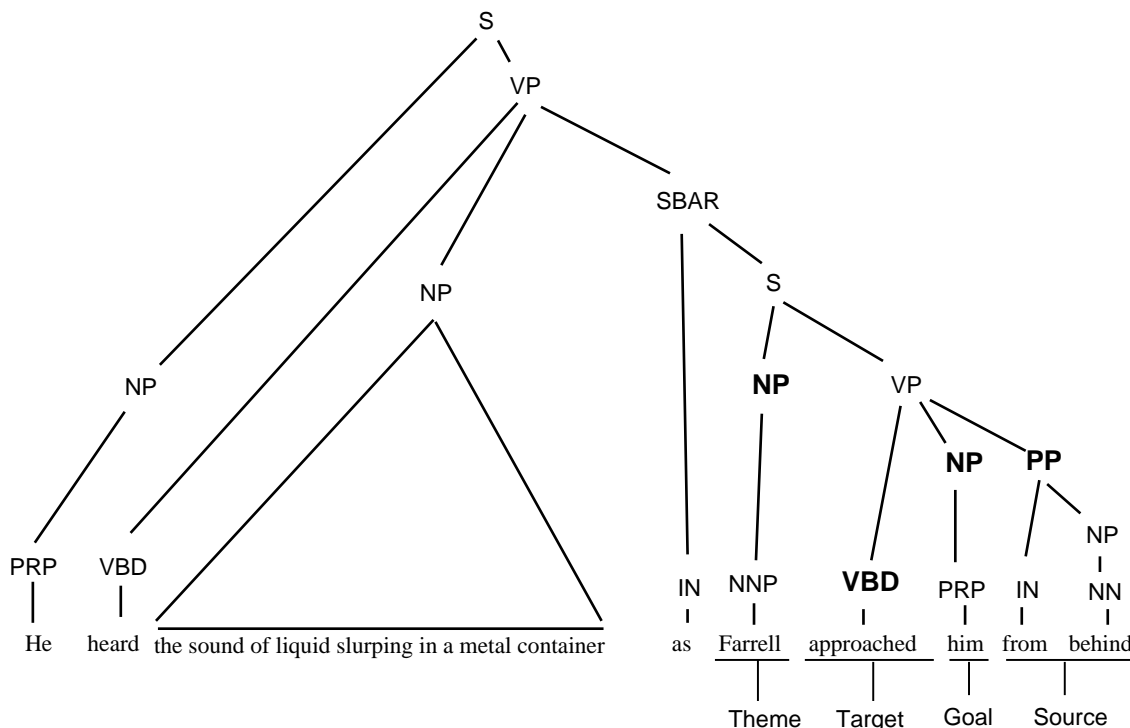 S
VP
SBAR
S
NP
NP NP VP
NP PP
NP
PRP VBD IN NNP VBD PRP IN NN
He heard the sound of liquid slurping in a metal container as Farrell approached him from behind
Theme Target Goal Source